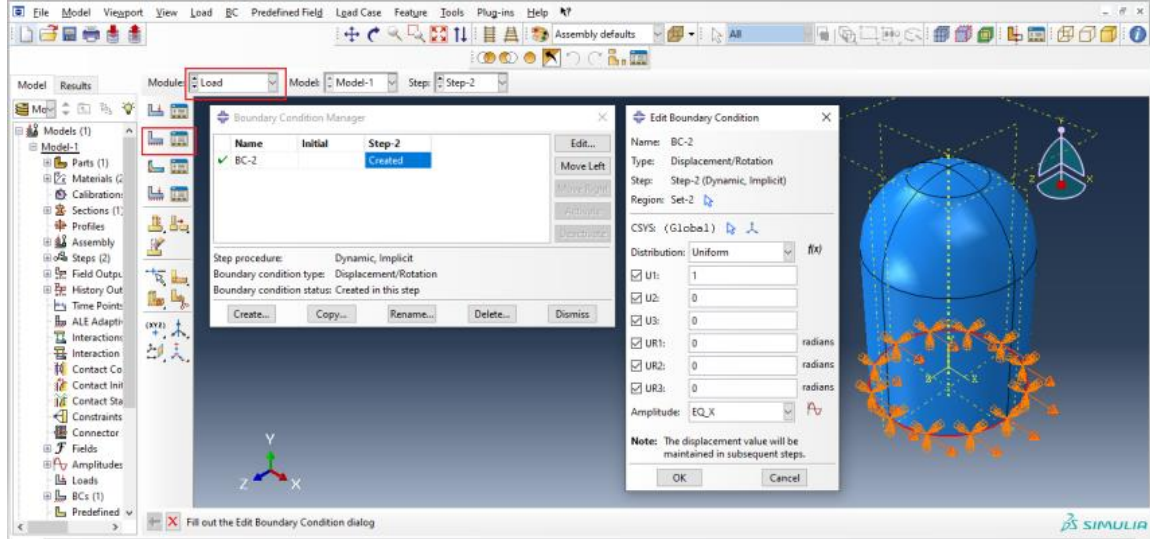 File Model Viewport View Load BC Predefined Field Load Case Feature Tools Plug-ins Help
Assembly defaults All
Model Results Module: Load Model: Model-1 Step: Step-2
Models (1)
Model-1
Parts (1)
Materials (2
Calibrations
Sections (1)
Profiles
Assembly
Steps (2)
Field Outpu
History Out
Time Points
ALE Adapti
Interactions
Interaction
Contact Co
Contact Init
Contact Sta
Constraints
Connector
Fields
Amplitudes
Loads
BCs (1)
Predefined
Boundary Condition Manager
Name Initial Step-2
BC-2 Created
Edit...
Move Left
Move Right
Activate
Deactivate
Step procedure: Dynamic, Implicit
Boundary condition type: Displacement/Rotation
Boundary condition status: Created in this step
Create... Copy... Rename... Delete... Dismiss
Edit Boundary Condition
Name: BC-2
Type: Displacement/Rotation
Step: Step-2 (Dynamic, Implicit)
Region: Set-2
CSYS: (Global)
Distribution: Uniform f(x)
U1: 1
U2: 0
U3: 0
UR1: 0 radians
UR2: 0 radians
UR3: 0 radians
Amplitude: EQ_X
Note: The displacement value will be
maintained in subsequent steps.
OK Cancel
Y
Z X
Fill out the Edit Boundary Condition dialog
SIMULIA